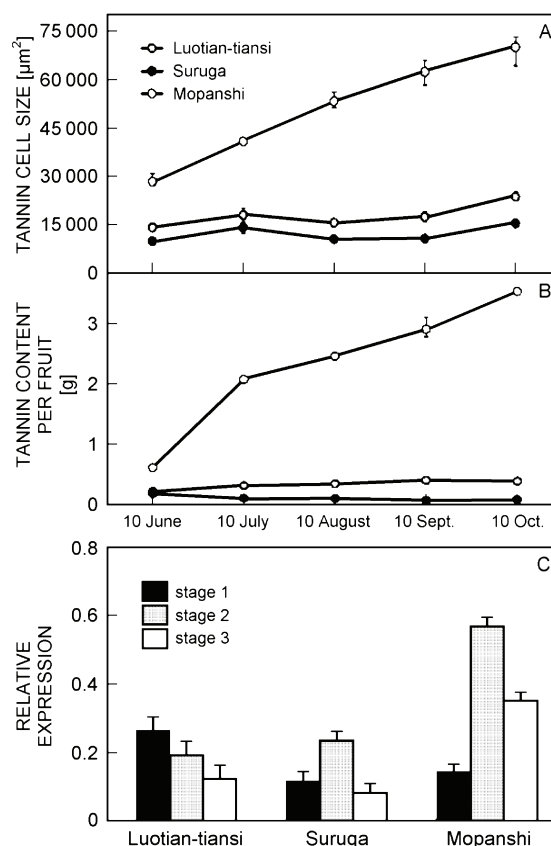 A
TANNIN CELL SIZE [µm²]
75 000
60 000
45 000
30 000
15 000
0
Luotian-tiansi
Suruga
Mopanshi
B
TANNIN CONTENT
PER FRUIT
[g]
3
2
1
0
10 June 10 July 10 August 10 Sept. 10 Oct.
C
RELATIVE
EXPRESSION
0.8
0.6
0.4
0.2
0
stage 1
stage 2
stage 3
Luotian-tiansi Suruga Mopanshi